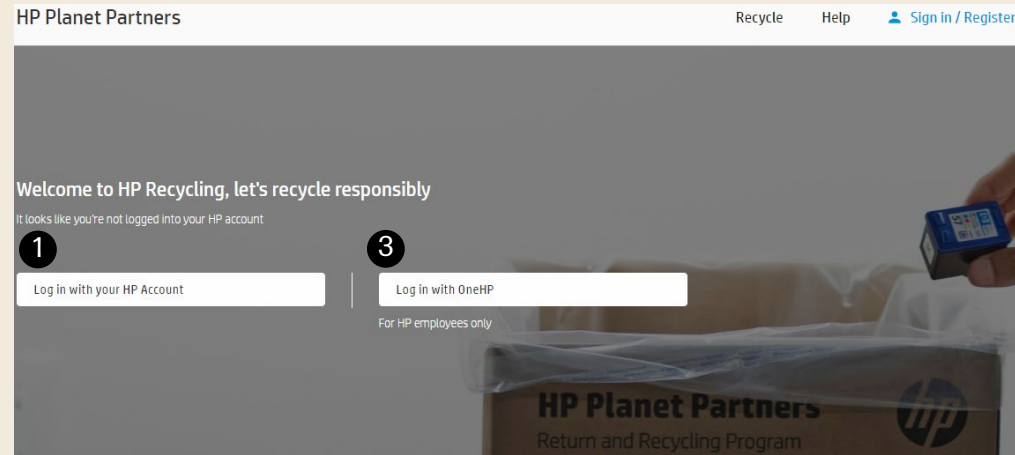 HP Planet Partners
Recycle Help Sign in / Register
Welcome to HP Recycling, let's recycle responsibly
It looks like you're not logged into your HP account
1 3
Log in with your HP Account Log in with OneHP
For HP employees only
57
HP Planet Partners
hp
Return and Recycling Program